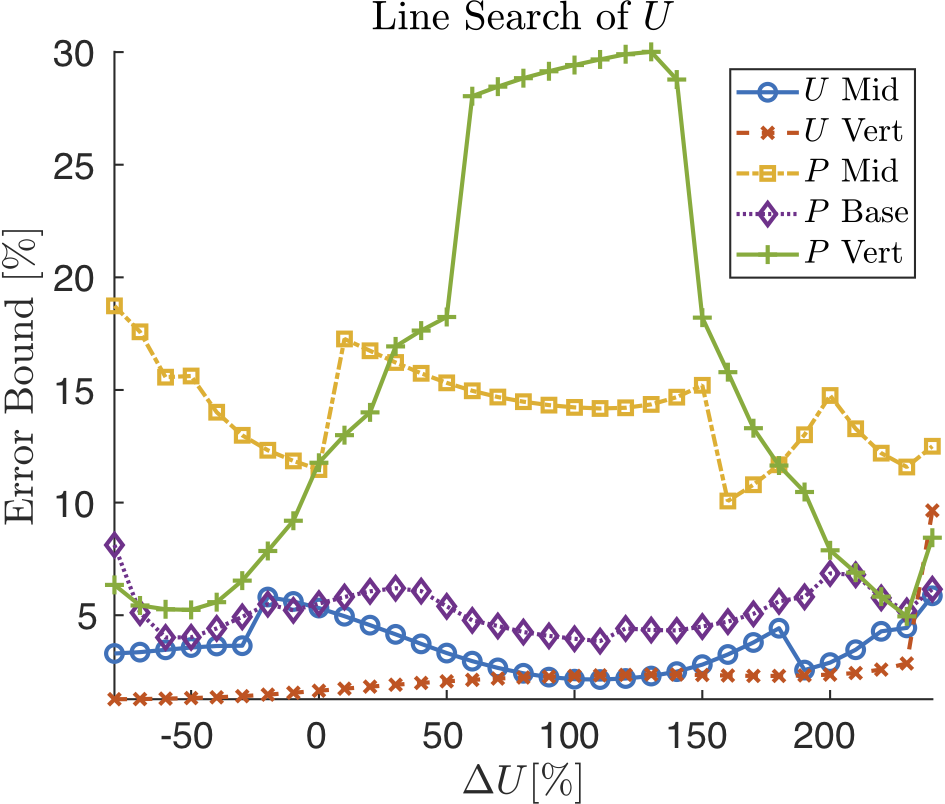 Line Search of U
30
25
20
15
10
5
Error Bound [%]
U Mid
U Vert
P Mid
P Base
P Vert
-50 0 50 100 150 200
ΔU[%]